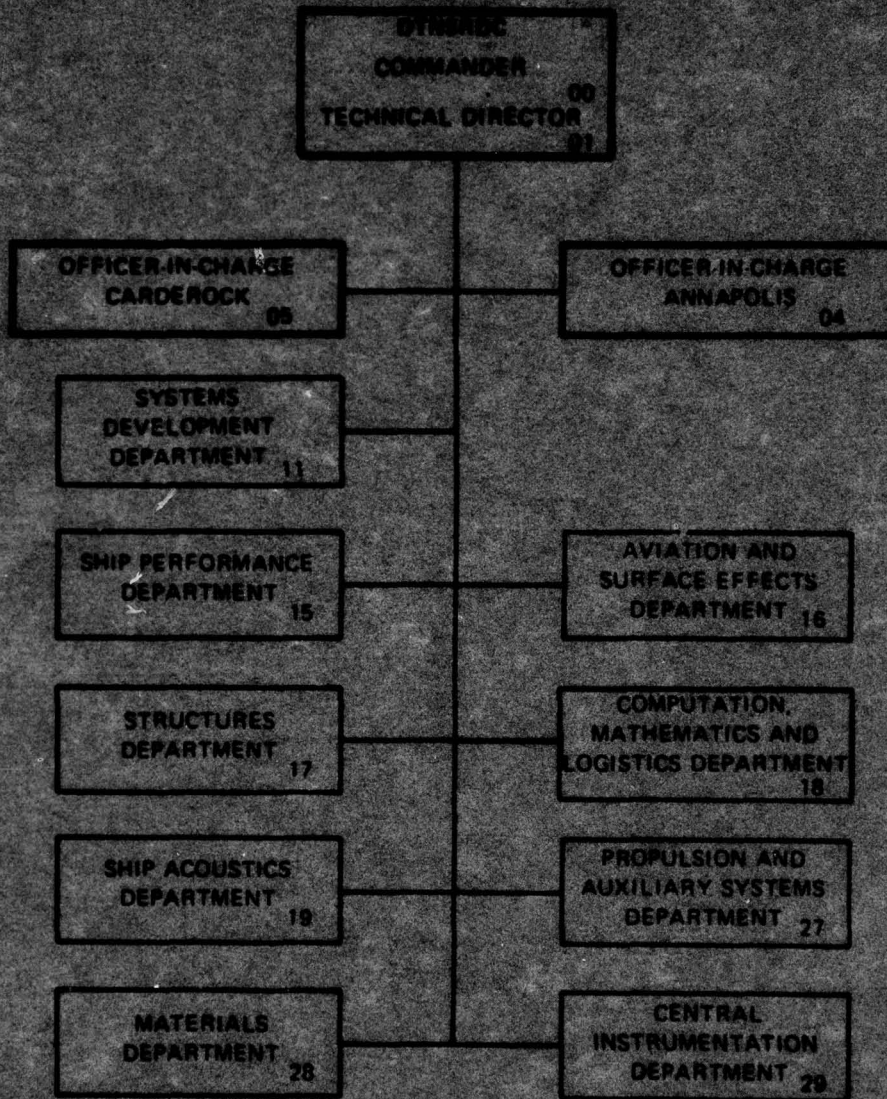 DTNSRDC
COMMANDER
00
TECHNICAL DIRECTOR
01
OFFICER-IN-CHARGE
CARDEROCK
05
OFFICER-IN-CHARGE
ANNAPOLIS
04
SYSTEMS
DEVELOPMENT
DEPARTMENT
11
SHIP PERFORMANCE
DEPARTMENT
15
AVIATION AND
SURFACE EFFECTS
DEPARTMENT
16
STRUCTURES
DEPARTMENT
17
COMPUTATION,
MATHEMATICS AND
LOGISTICS DEPARTMENT
18
SHIP ACOUSTICS
DEPARTMENT
19
PROPULSION AND
AUXILIARY SYSTEMS
DEPARTMENT
27
MATERIALS
DEPARTMENT
28
CENTRAL
INSTRUMENTATION
DEPARTMENT
29